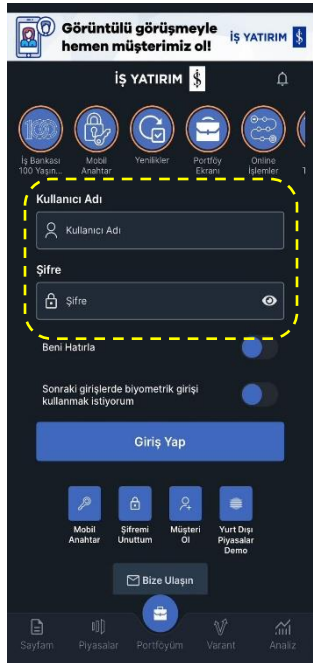 Görüntülü görüşmeyle
hemen müşterimiz ol!
İŞ YATIRIM $
İŞ YATIRIM $
100
İş Bankası
100 Yaşın...
Mobil
Anahtar
Yenilikler
Portföy
Ekranı
Online
İşlemler
Kullanıcı Adı
Kullanıcı Adı
Şifre
Şifre
Beni Hatırla
Sonraki girişlerde biyometrik girişi
kullanmak istiyorum
Giriş Yap
Mobil
Anahtar
Şifremi
Unuttum
Müşteri
Ol
Yurt Dışı
Piyasalar
Demo
Bize Ulaşın
Sayfam
Piyasalar
Portföyüm
Varant
Analiz